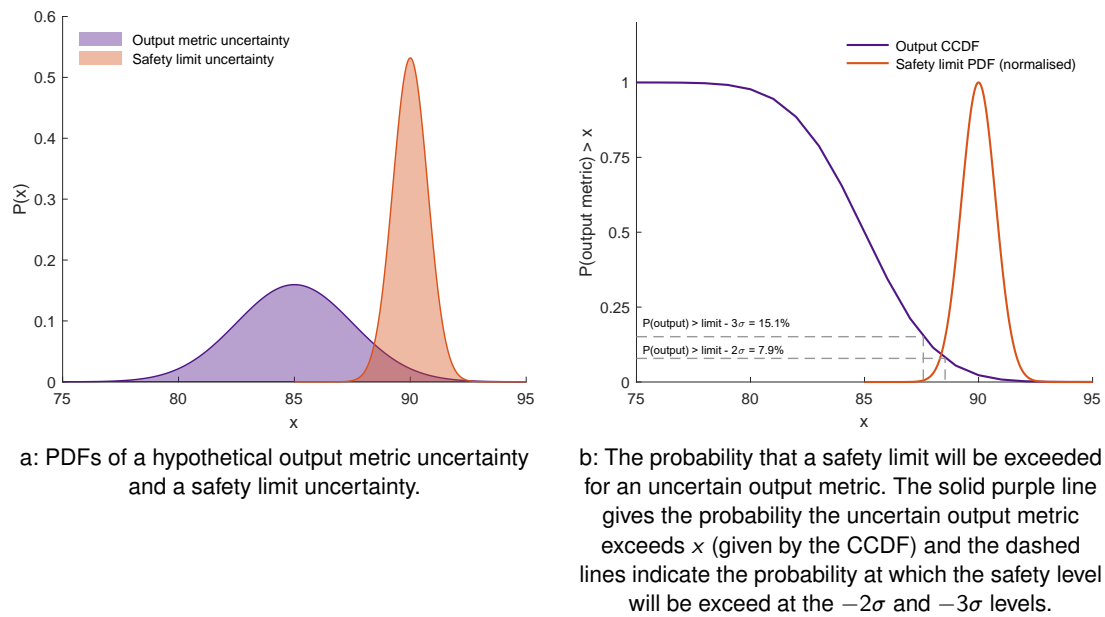 0.6
0.5
0.4
0.3
0.2
0.1
0
P(x)
Output metric uncertainty
Safety limit uncertainty
75
80
85
90
95
x
a: PDFs of a hypothetical output metric uncertainty
and a safety limit uncertainty.
Output CCDF
Safety limit PDF (normalised)
1
0.75
0.5
0.25
0
P(output metric) > x
P(output) > limit - 3σ = 15.1%
P(output) > limit - 2σ = 7.9%
75
80
85
90
95
x
b: The probability that a safety limit will be exceeded
for an uncertain output metric. The solid purple line
gives the probability the uncertain output metric
exceeds x (given by the CCDF) and the dashed
lines indicate the probability at which the safety level
will be exceed at the −2σ and −3σ levels.